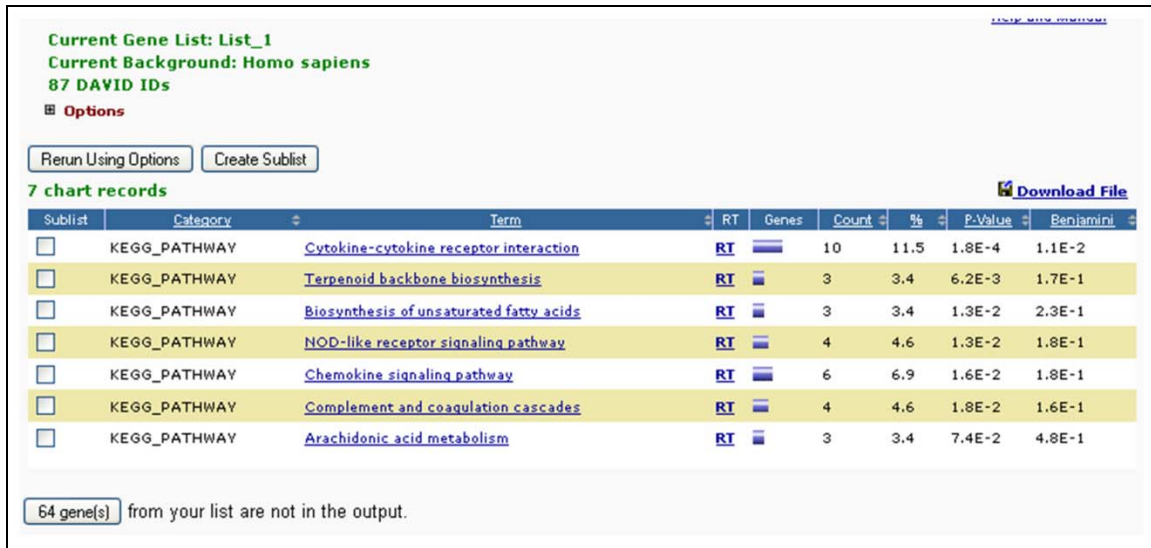 Help and Manual
Current Gene List: List_1
Current Background: Homo sapiens
87 DAVID IDs
Options
Rerun Using Options Create Sublist
7 chart records Download File
Sublist Category Term RT Genes Count % P-Value Benjamini
KEGG_PATHWAY Cytokine-cytokine receptor interaction RT 10 11.5 1.8E-4 1.1E-2
KEGG_PATHWAY Terpenoid backbone biosynthesis RT 3 3.4 6.2E-3 1.7E-1
KEGG_PATHWAY Biosynthesis of unsaturated fatty acids RT 3 3.4 1.3E-2 2.3E-1
KEGG_PATHWAY NOD-like receptor signaling pathway RT 4 4.6 1.3E-2 1.8E-1
KEGG_PATHWAY Chemokine signaling pathway RT 6 6.9 1.6E-2 1.8E-1
KEGG_PATHWAY Complement and coagulation cascades RT 4 4.6 1.8E-2 1.6E-1
KEGG_PATHWAY Arachidonic acid metabolism RT 3 3.4 7.4E-2 4.8E-1
64 gene(s) from your list are not in the output.